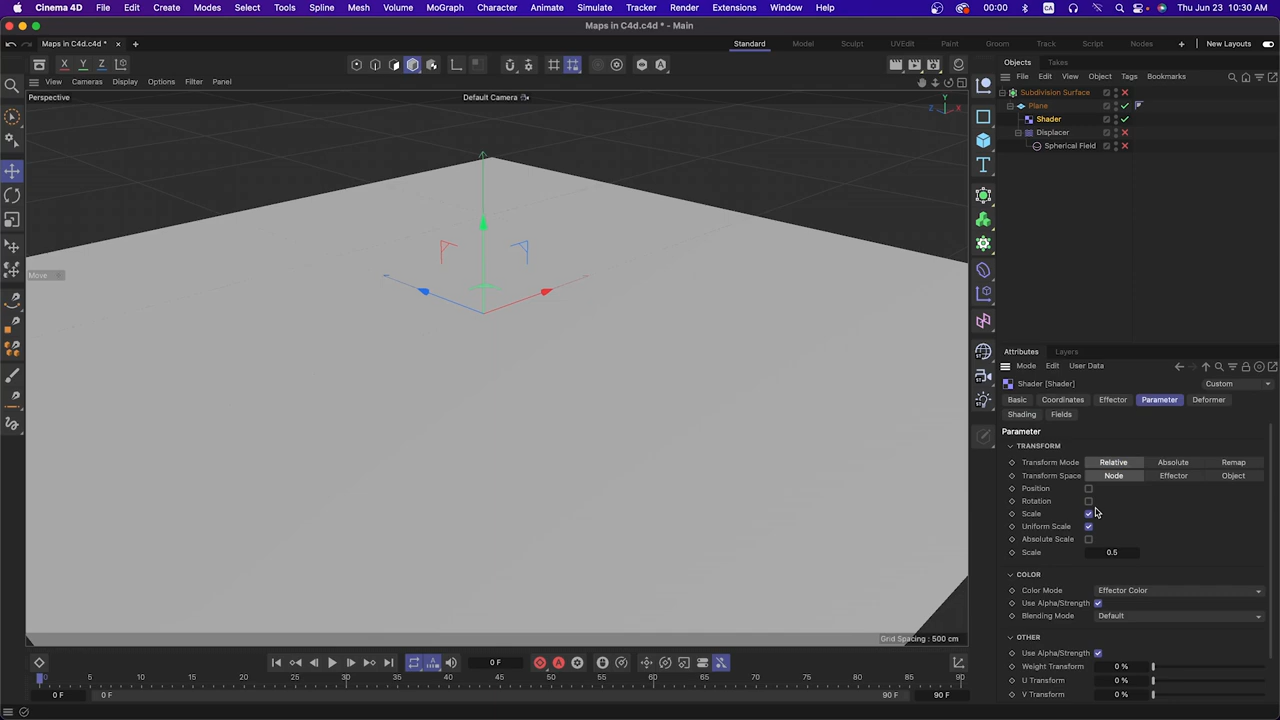 Cinema 4D File Edit Create Modes Select Tools Spline Mesh Volume MoGraph Character Animate Simulate Tracker Render Extensions Window Help 00:00 CA Thu Jun 23 10:30 AM
Maps in C4d.c4d * - Main
Maps in C4d.c4d * × + Standard Model Sculpt UVEdit Paint Groom Track Script Nodes + New Layouts
X Y Z
Objects Takes
File Edit View Object Tags Bookmarks
View Cameras Display Options Filter Panel
Perspective Default Camera
Y Z X
Subdivision Surface
Plane
Shader
Displacer
Spherical Field
Move
Attributes Layers
Mode Edit User Data
Shader [Shader] Custom
Basic Coordinates Effector Parameter Deformer
Shading Fields
Parameter
TRANSFORM
Transform Mode Relative Absolute Remap
Transform Space Node Effector Object
Position
Rotation
Scale
Uniform Scale
Absolute Scale
Scale 0.5
COLOR
Color Mode Effector Color
Use Alpha/Strength
Blending Mode Default
OTHER
Use Alpha/Strength
Weight Transform 0 %
U Transform 0 %
V Transform 0 %
Grid Spacing : 500 cm
0 F
0 5 10 15 20 25 30 35 40 45 50 55 60 65 70 75 80 85 90
0 F 0 F 90 F 90 F